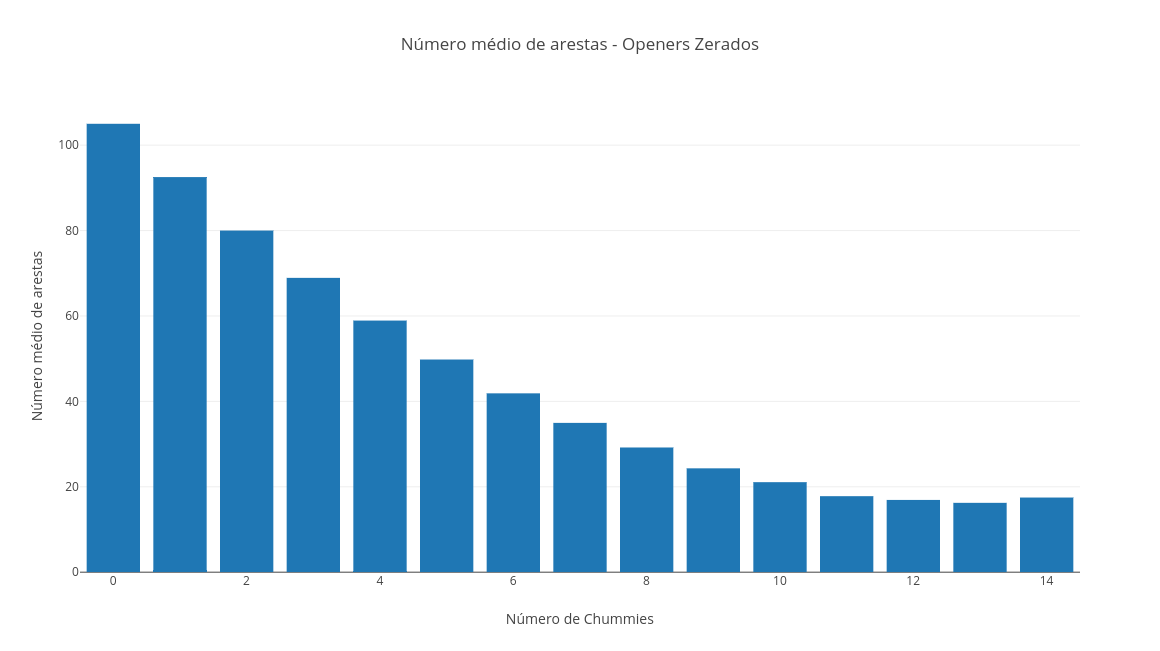 Número médio de arestas - Openers Zerados
Número médio de arestas
100
80
60
40
20
0
0 2 4 6 8 10 12 14
Número de Chummies